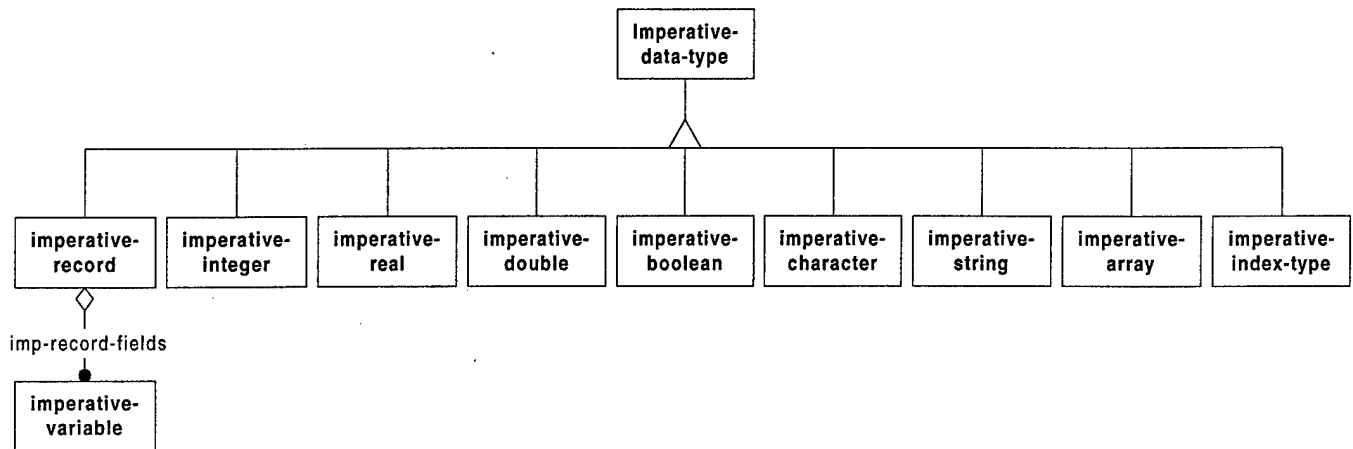 Imperative-
data-type
imperative-
record
imperative-
integer
imperative-
real
imperative-
double
imperative-
boolean
imperative-
character
imperative-
string
imperative-
array
imperative-
index-type
imp-record-fields
imperative-
variable